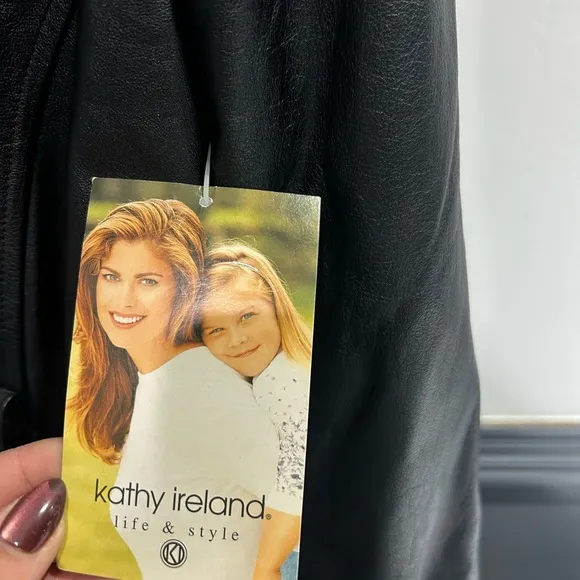 kathy ireland®
life & style
KI